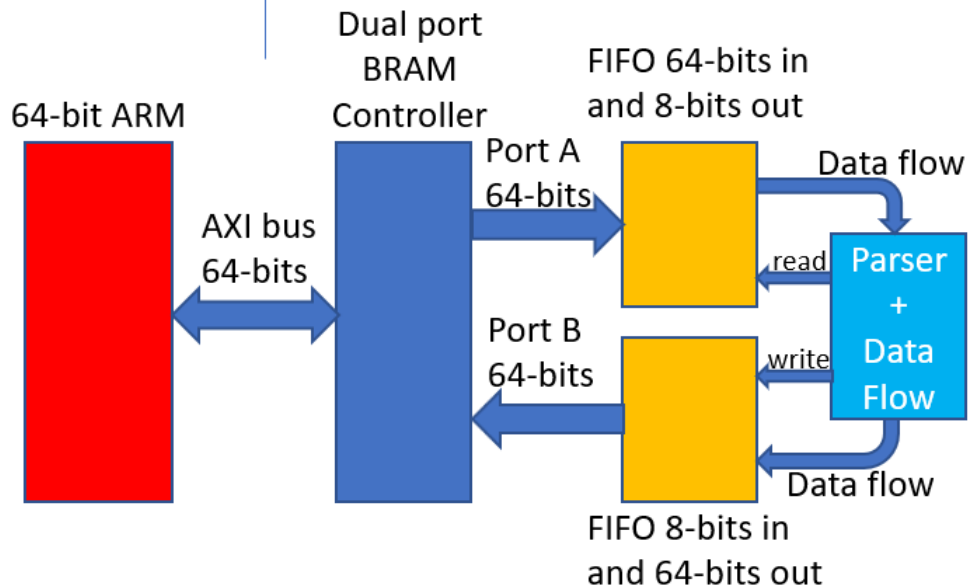 Dual port
BRAM
Controller
FIFO 64-bits in
and 8-bits out
64-bit ARM
Port A
64-bits
Data flow
AXI bus
64-bits
read
Parser
+
Data
Flow
Port B
64-bits
write
Data flow
FIFO 8-bits in
and 64-bits out